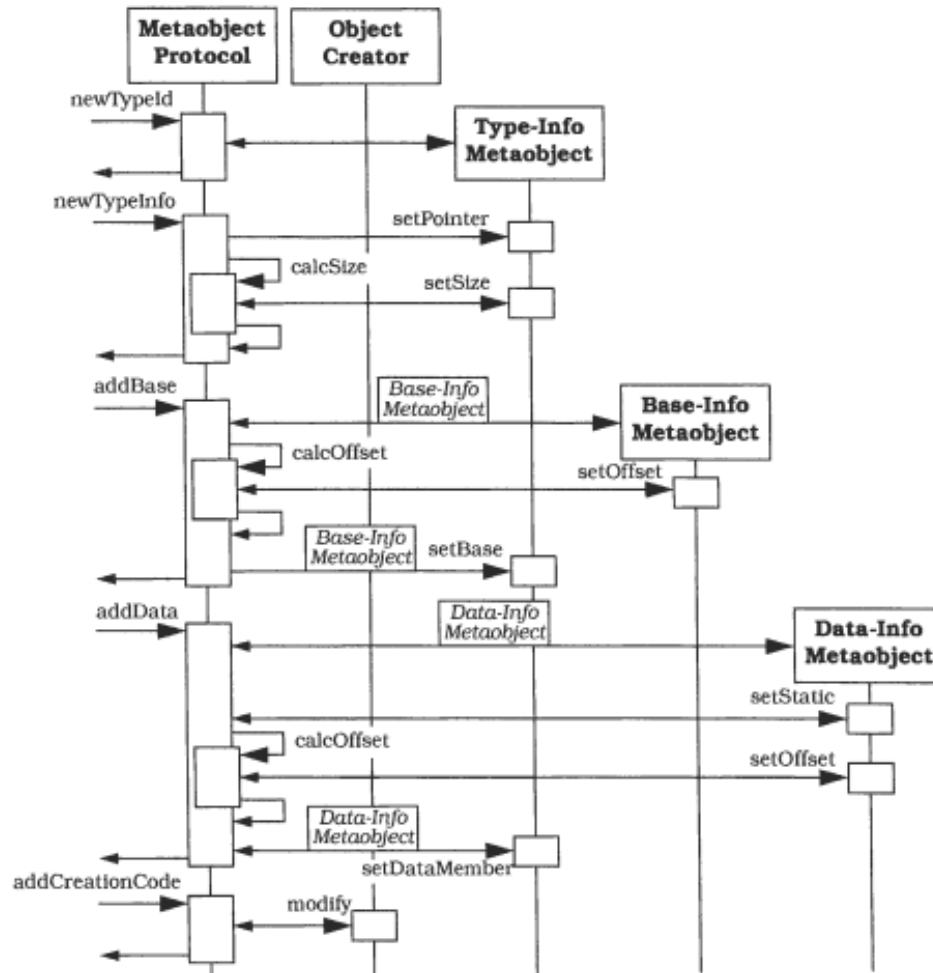 Metaobject
Protocol
Object
Creator
newTypeId
Type-Info
Metaobject
newTypeInfo
setPointer
calcSize
setSize
addBase
Base-Info
Metaobject
Base-Info
Metaobject
calcOffset
setOffset
Base-Info
Metaobject
setBase
addData
Data-Info
Metaobject
Data-Info
Metaobject
setStatic
calcOffset
setOffset
Data-Info
Metaobject
setDataMember
addCreationCode
modify